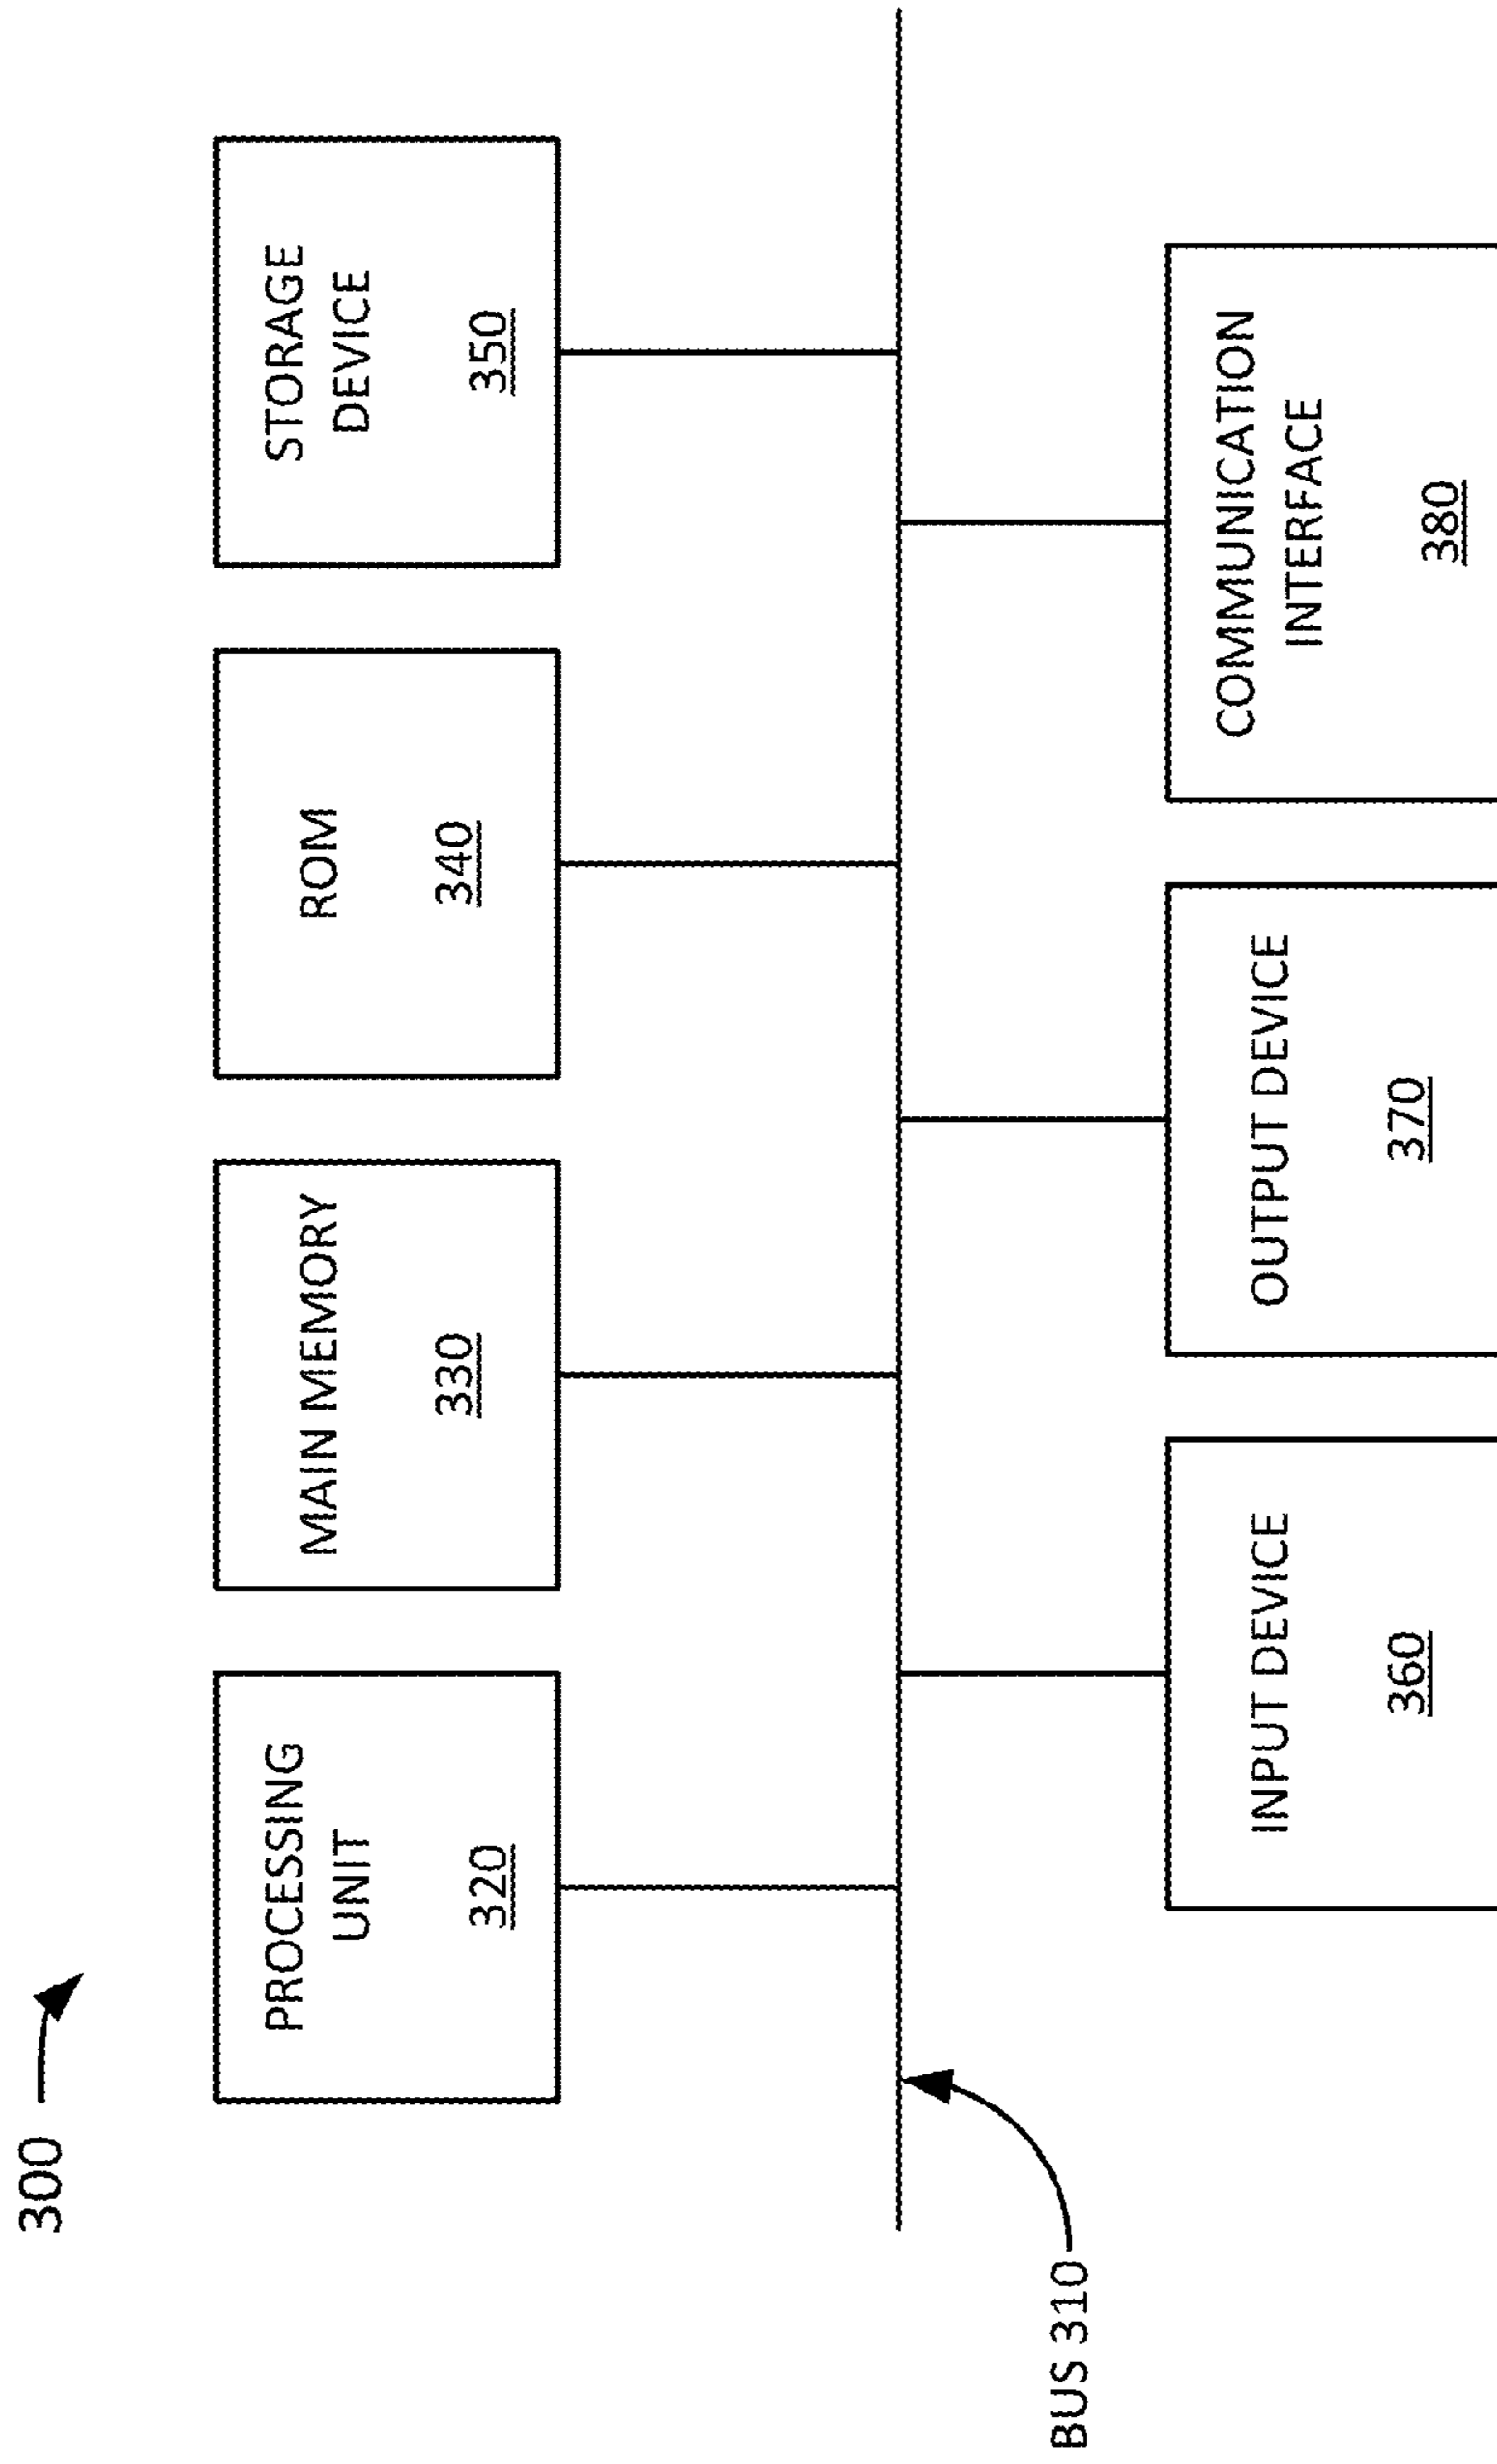 300
PROCESSING
UNIT
320
MAIN MEMORY
330
ROM
340
STORAGE
DEVICE
350
BUS 310
INPUT DEVICE
360
OUTPUT DEVICE
370
COMMUNICATION
INTERFACE
380